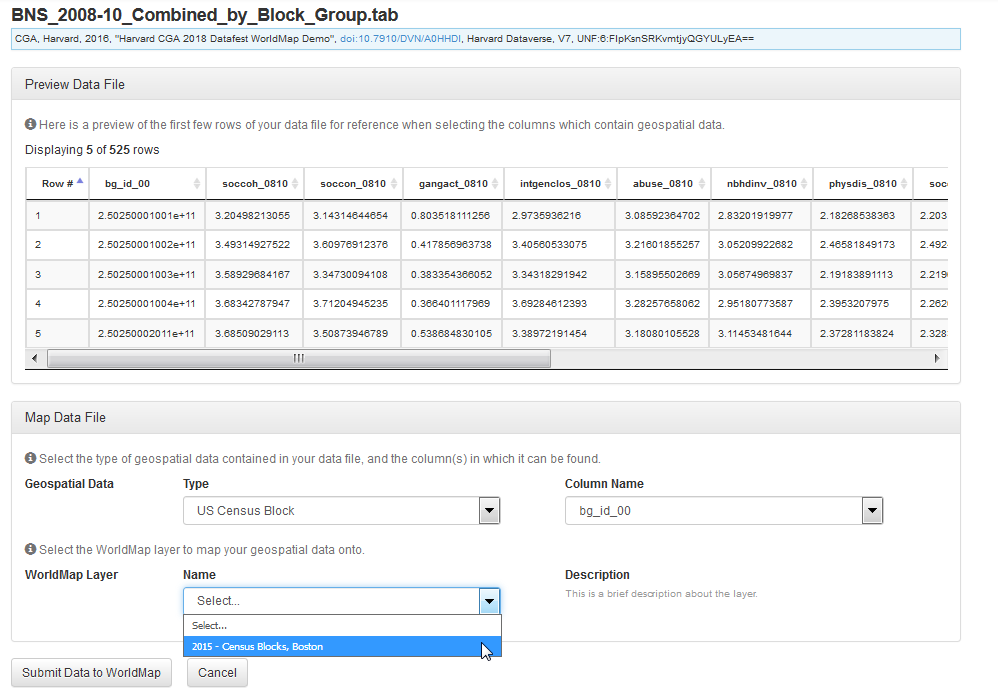 BNS_2008-10_Combined_by_Block_Group.tab
CGA, Harvard, 2016, "Harvard CGA 2018 Datafest WorldMap Demo", doi:10.7910/DVN/A0HHDI, Harvard Dataverse, V7, UNF:6:FIpKsnSRKvmtjyQGYULyEA==
Preview Data File
Here is a preview of the first few rows of your data file for reference when selecting the columns which contain geospatial data.
Displaying 5 of 525 rows
Row # bg_id_00 soccoh_0810 soccon_0810 gangact_0810 intgenclos_0810 abuse_0810 nbhdinv_0810 physdis_0810 soc
1 2.50250001001e+11 3.20498213055 3.14314644654 0.803518111256 2.9735936216 3.08592364702 2.83201919977 2.18268538363 2.203
2 2.50250001002e+11 3.49314927522 3.60976912376 0.417856963738 3.40560533075 3.21601855257 3.05209922682 2.46581849173 2.492
3 2.50250001003e+11 3.58929684167 3.34730094108 0.383354366052 3.34318291942 3.15895502669 3.05674969837 2.19183891113 2.219
4 2.50250001004e+11 3.68342787947 3.71204945235 0.366401117969 3.69284612393 3.28257658062 2.95180773587 2.3953207975 2.262
5 2.50250002011e+11 3.68509029113 3.50873946789 0.538684830105 3.38972191454 3.18080105528 3.11453481644 2.37281183824 2.328
Map Data File
Select the type of geospatial data contained in your data file, and the column(s) in which it can be found.
Geospatial Data Type Column Name
US Census Block bg_id_00
Select the WorldMap layer to map your geospatial data onto.
WorldMap Layer Name Description
Select... This is a brief description about the layer.
Select...
2015 - Census Blocks, Boston
Submit Data to WorldMap Cancel